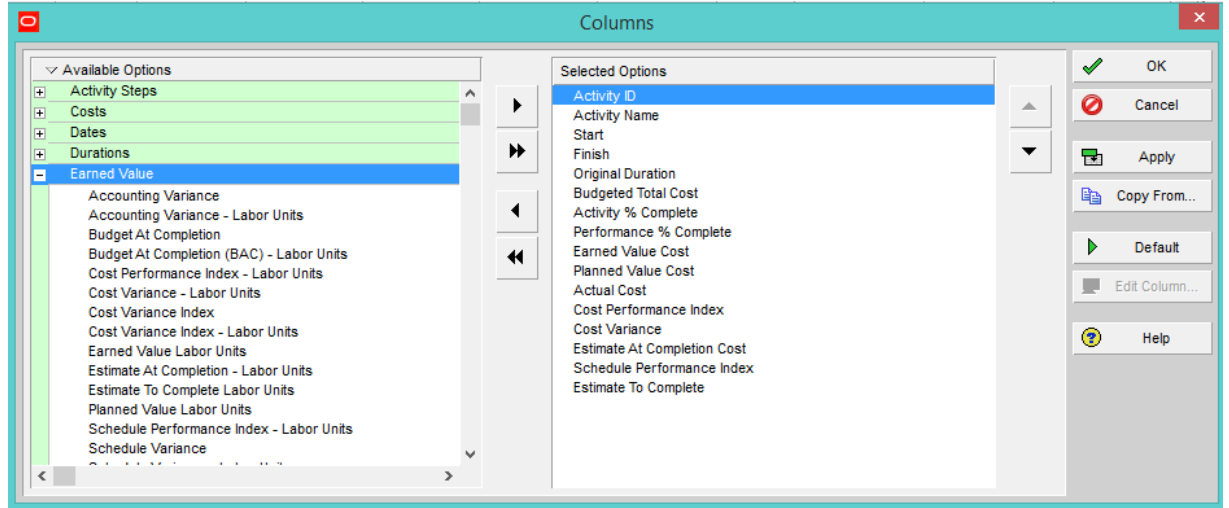 Columns
Available Options
Activity Steps
Costs
Dates
Durations
Earned Value
Accounting Variance
Accounting Variance - Labor Units
Budget At Completion
Budget At Completion (BAC) - Labor Units
Cost Performance Index - Labor Units
Cost Variance - Labor Units
Cost Variance Index
Cost Variance Index - Labor Units
Earned Value Labor Units
Estimate At Completion - Labor Units
Estimate To Complete Labor Units
Planned Value Labor Units
Schedule Performance Index - Labor Units
Schedule Variance
Selected Options
Activity ID
Activity Name
Start
Finish
Original Duration
Budgeted Total Cost
Activity % Complete
Performance % Complete
Earned Value Cost
Planned Value Cost
Actual Cost
Cost Performance Index
Cost Variance
Estimate At Completion Cost
Schedule Performance Index
Estimate To Complete
OK
Cancel
Apply
Copy From...
Default
Edit Column...
Help